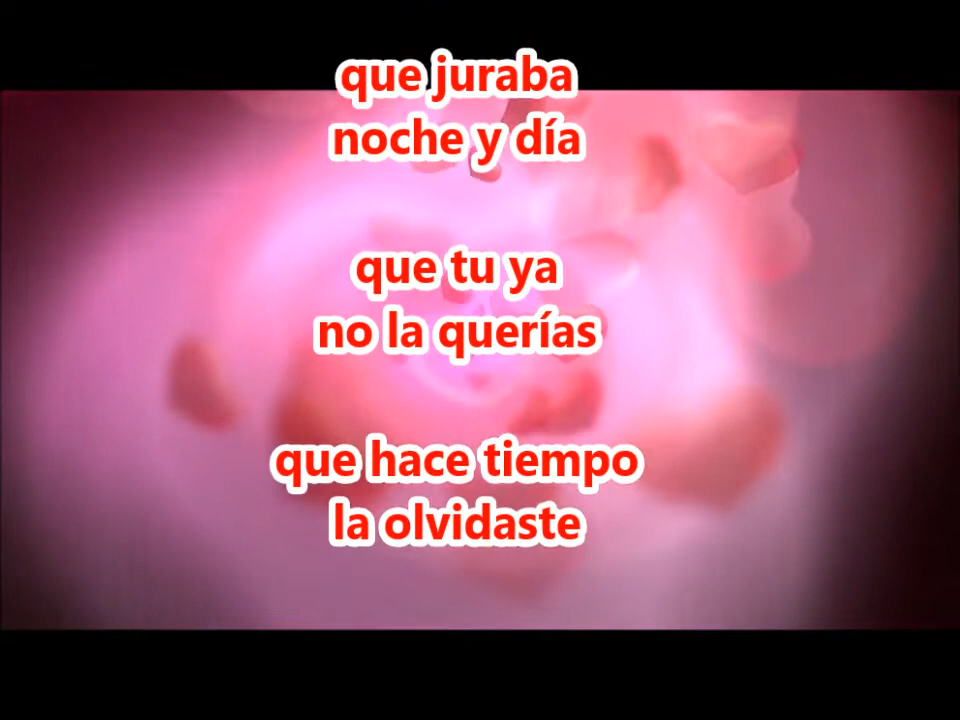 que juraba
noche y día
que tu ya
no la querías
que hace tiempo
la olvidaste